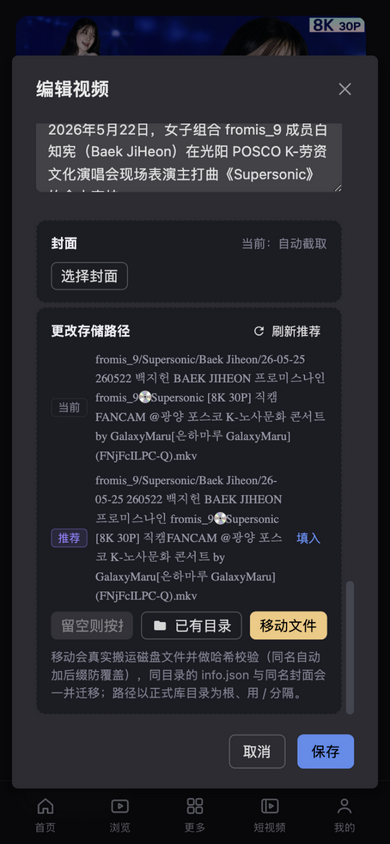 8K 30P
编辑视频
2026年5月22日，女子组合 fromis_9 成员白
知宪（Baek JiHeon）在光阳 POSCO K-劳资
文化演唱会现场表演主打曲《Supersonic》
封面
当前：自动截取
选择封面
更改存储路径
刷新推荐
当前
fromis_9/Supersonic/Baek Jiheon/26-05-25
260522 백지헌 BAEK JIHEON 프로미스나인
fromis_9💿Supersonic [8K 30P] 직캠
FANCAM @광양 포스코 K-노사문화 콘서트
by GalaxyMaru[은하마루 GALAXYMaru]
(FNjFcILPC-Q).mkv
推荐
fromis_9/Supersonic/Baek Jiheon/26-
05-25 260522 백지헌 BAEK JIHEON
프로미스나인 fromis_9💿Supersonic
[8K 30P] 직캠FANCAM @광양 포스
코 K-노사문화 콘서트 by
GalaxyMaru[은하마루 GalaxyMaru]
(FNjFcILPC-Q).mkv
填入
留空则按推
已有目录
移动文件
移动会真实搬运磁盘文件并做哈希校验（同名自动
加后缀防覆盖），同目录的 info.json 与同名封面会
一并迁移；路径以正式库目录为根、用 / 分隔。
取消
保存
首页
浏览
更多
短视频
我的